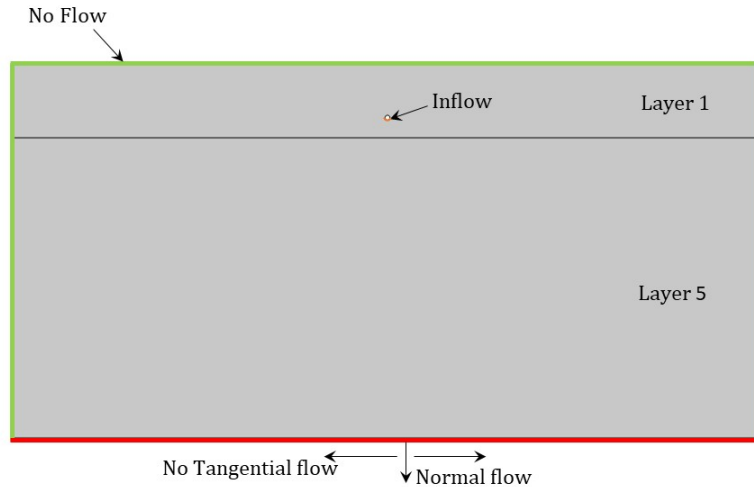 No Flow
Inflow
Layer 1
Layer 5
No Tangential flow
Normal flow